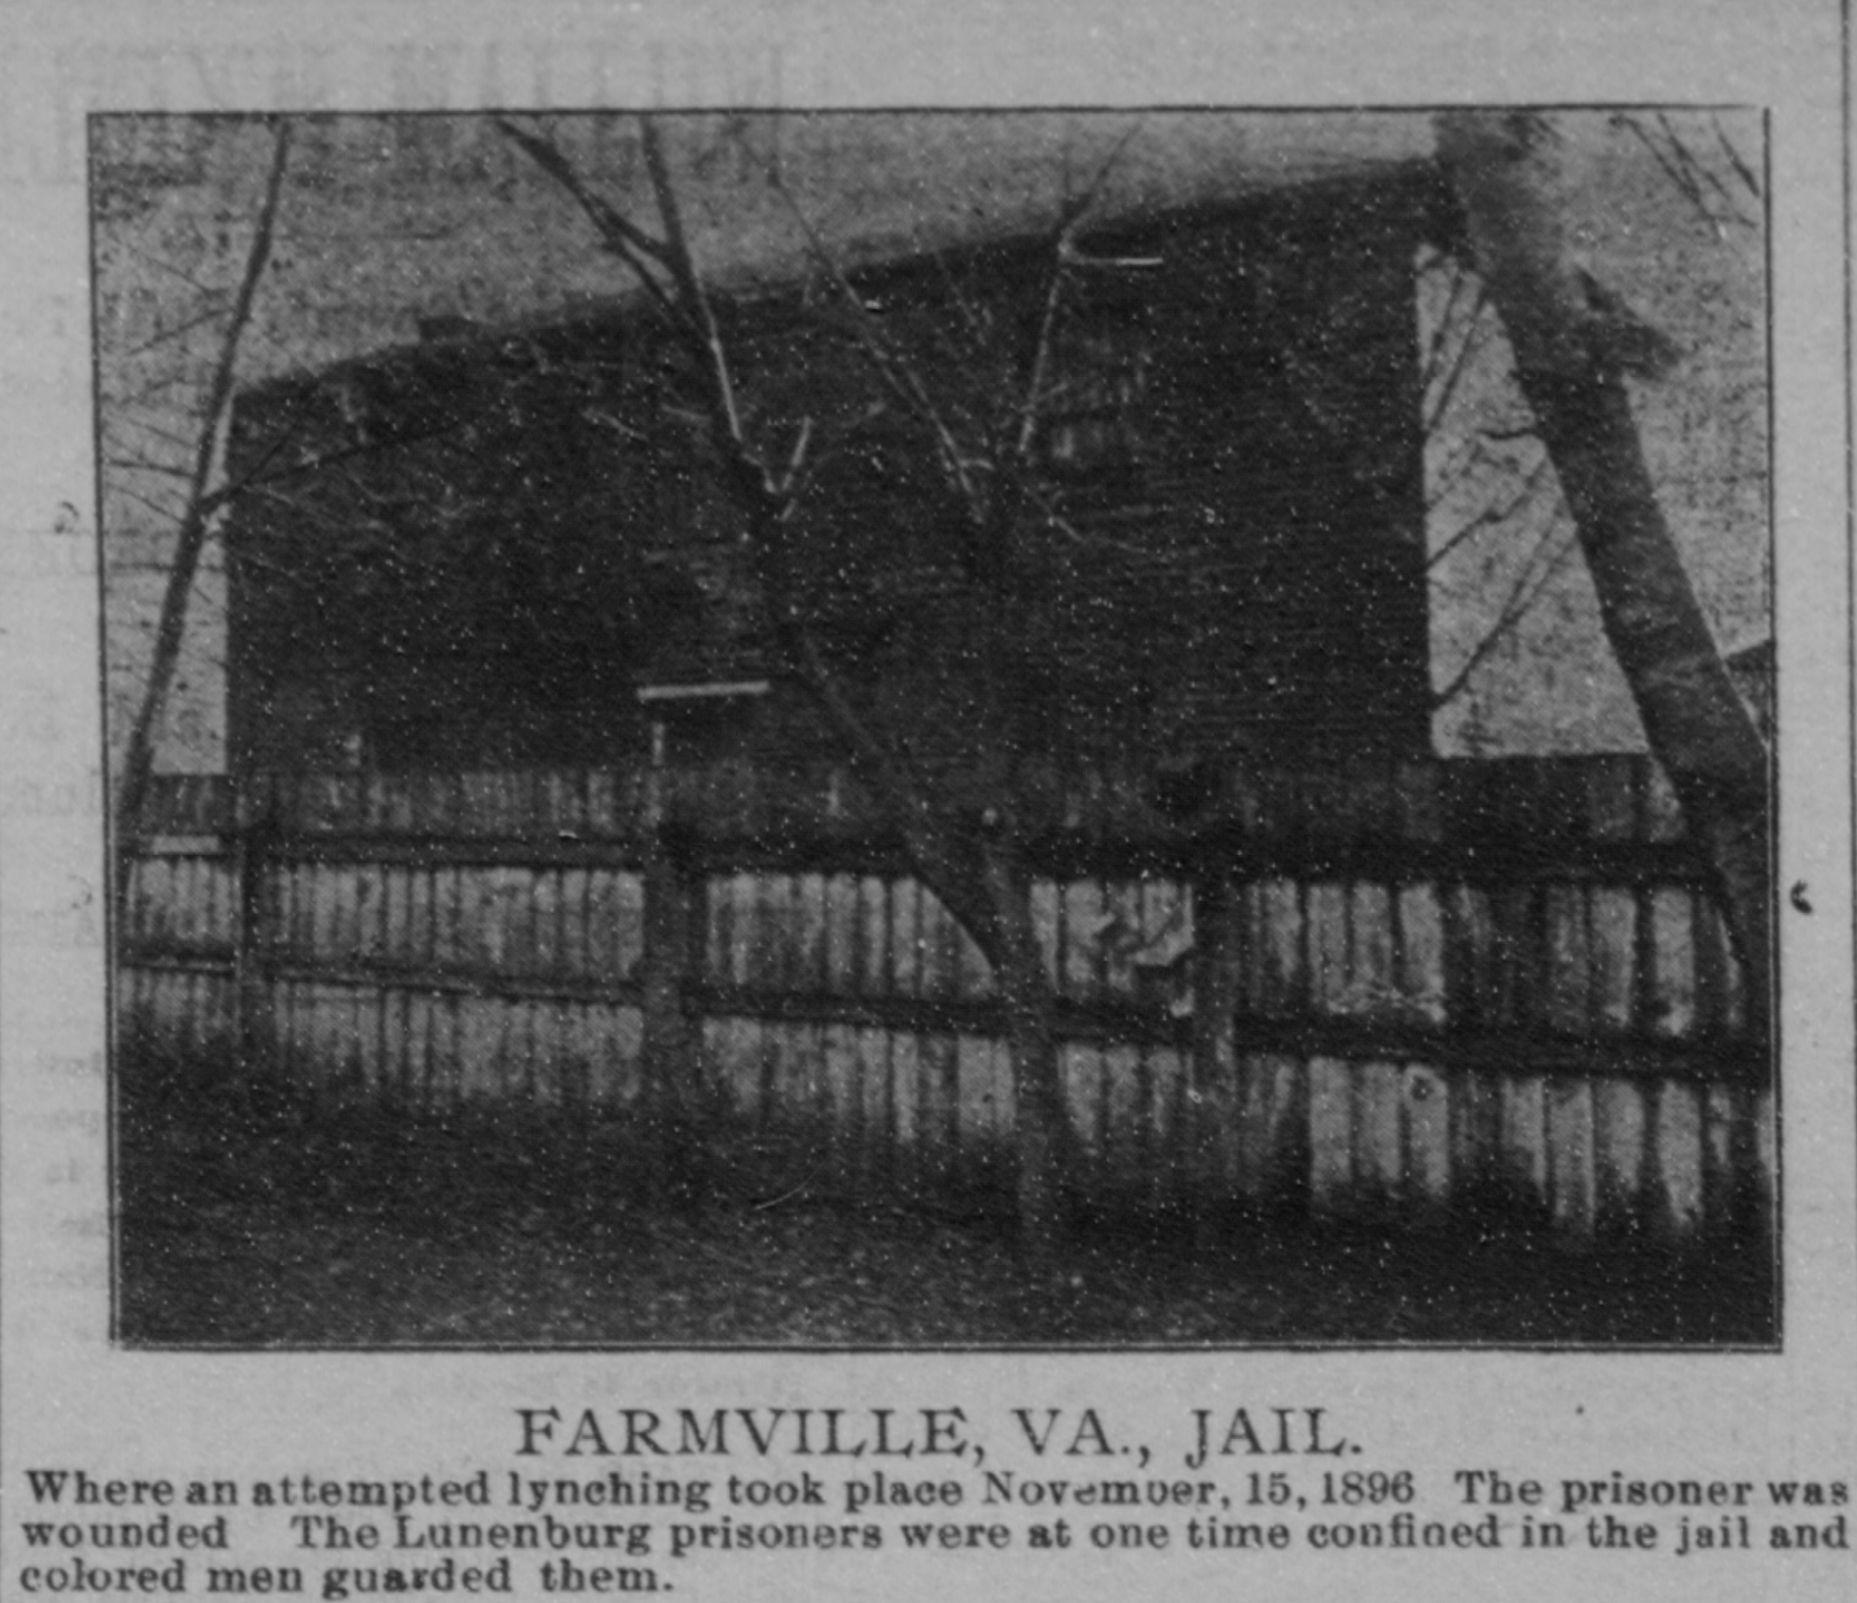 FARMVILLE, VA., JAIL.
Where an attempted lynching took place November, 15, 1896 The prisoner was
wounded The Lunenburg prisoners were at one time confined in the jail and
colored men guarded them.